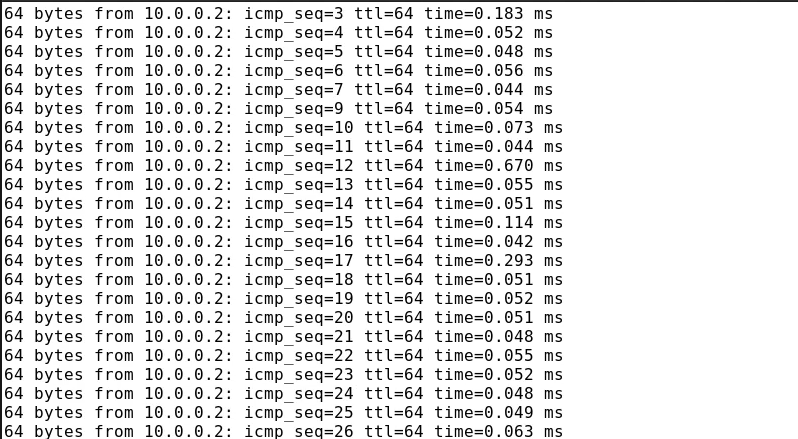 64 bytes from 10.0.0.2: icmp_seq=3 ttl=64 time=0.183 ms
64 bytes from 10.0.0.2: icmp_seq=4 ttl=64 time=0.052 ms
64 bytes from 10.0.0.2: icmp_seq=5 ttl=64 time=0.048 ms
64 bytes from 10.0.0.2: icmp_seq=6 ttl=64 time=0.056 ms
64 bytes from 10.0.0.2: icmp_seq=7 ttl=64 time=0.044 ms
64 bytes from 10.0.0.2: icmp_seq=9 ttl=64 time=0.054 ms
64 bytes from 10.0.0.2: icmp_seq=10 ttl=64 time=0.073 ms
64 bytes from 10.0.0.2: icmp_seq=11 ttl=64 time=0.044 ms
64 bytes from 10.0.0.2: icmp_seq=12 ttl=64 time=0.670 ms
64 bytes from 10.0.0.2: icmp_seq=13 ttl=64 time=0.055 ms
64 bytes from 10.0.0.2: icmp_seq=14 ttl=64 time=0.051 ms
64 bytes from 10.0.0.2: icmp_seq=15 ttl=64 time=0.114 ms
64 bytes from 10.0.0.2: icmp_seq=16 ttl=64 time=0.042 ms
64 bytes from 10.0.0.2: icmp_seq=17 ttl=64 time=0.293 ms
64 bytes from 10.0.0.2: icmp_seq=18 ttl=64 time=0.051 ms
64 bytes from 10.0.0.2: icmp_seq=19 ttl=64 time=0.052 ms
64 bytes from 10.0.0.2: icmp_seq=20 ttl=64 time=0.051 ms
64 bytes from 10.0.0.2: icmp_seq=21 ttl=64 time=0.048 ms
64 bytes from 10.0.0.2: icmp_seq=22 ttl=64 time=0.055 ms
64 bytes from 10.0.0.2: icmp_seq=23 ttl=64 time=0.052 ms
64 bytes from 10.0.0.2: icmp_seq=24 ttl=64 time=0.048 ms
64 bytes from 10.0.0.2: icmp_seq=25 ttl=64 time=0.049 ms
64 bytes from 10.0.0.2: icmp_seq=26 ttl=64 time=0.063 ms